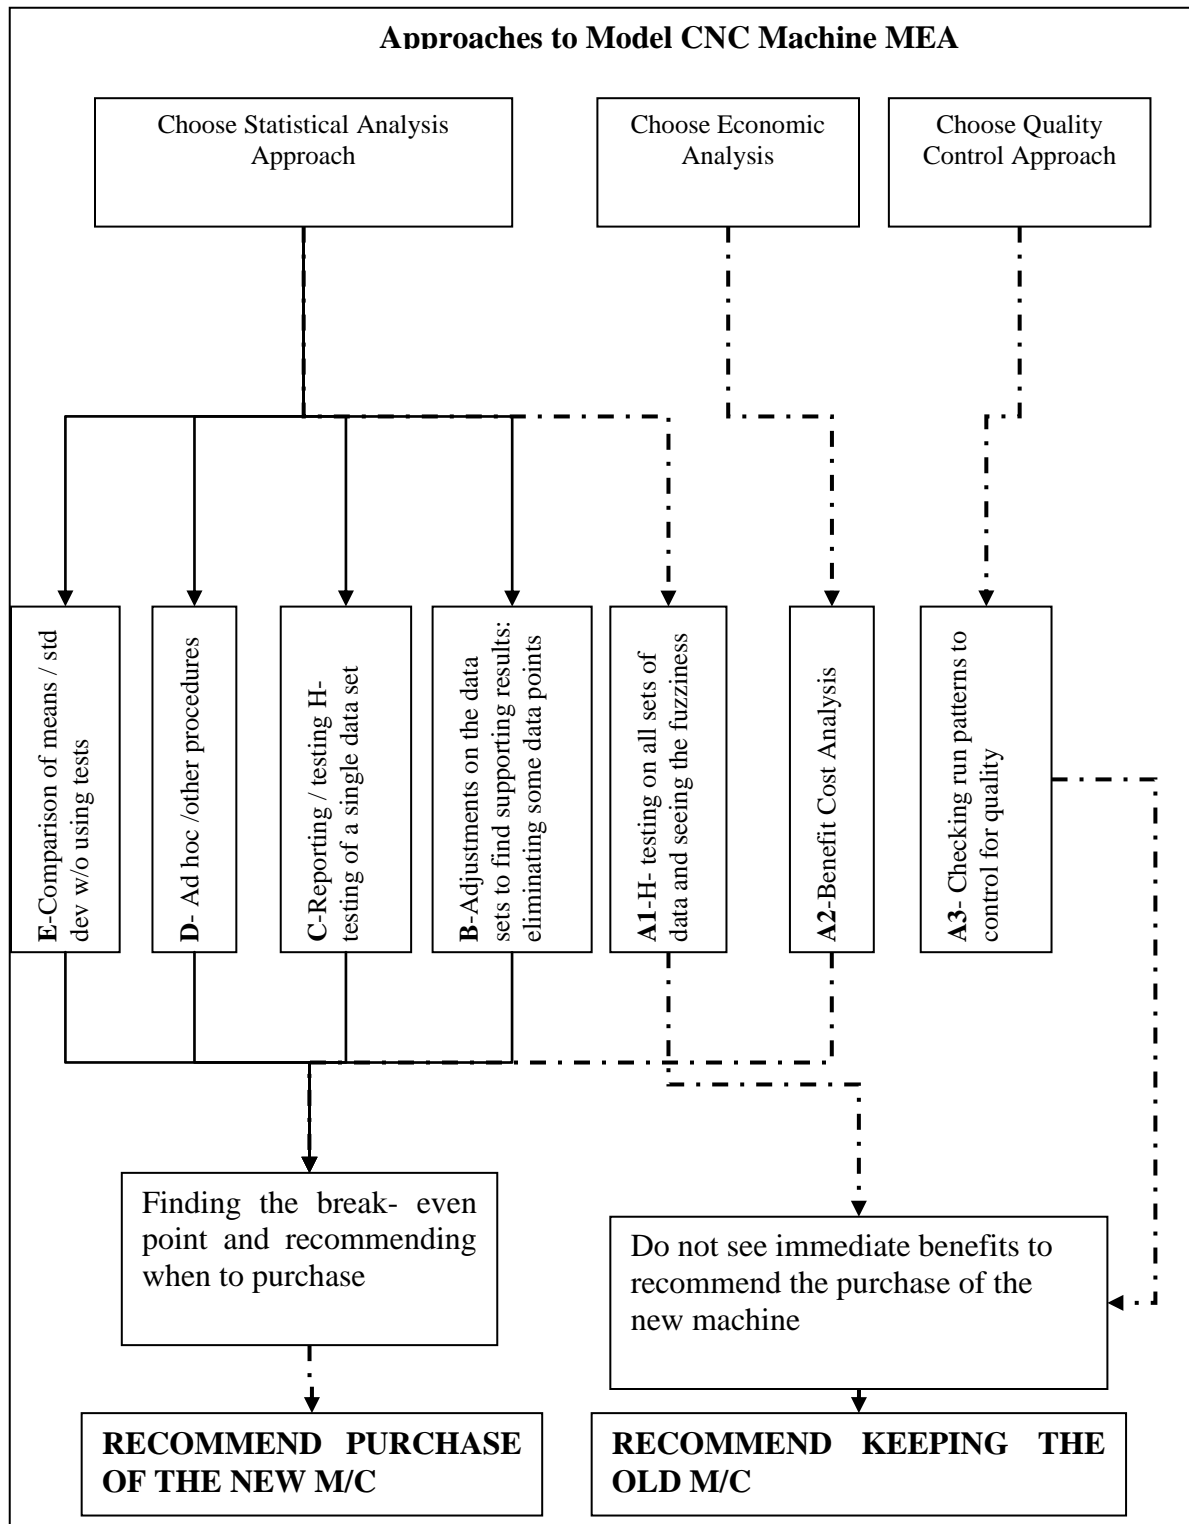 Approaches to Model CNC Machine MEA
Choose Statistical Analysis
Approach
Choose Economic
Analysis
Choose Quality
Control Approach
E-Comparison of means / std
dev w/o using tests
D- Ad hoc /other procedures
C-Reporting / testing H-
testing of a single data set
B-Adjustments on the data
sets to find supporting results:
eliminating some data points
A1-H- testing on all sets of
data and seeing the fuzziness
A2-Benefit Cost Analysis
A3- Checking run patterns to
control for quality
Finding the break- even
point and recommending
when to purchase
Do not see immediate benefits to
recommend the purchase of the
new machine
RECOMMEND PURCHASE
OF THE NEW M/C
RECOMMEND KEEPING THE
OLD M/C